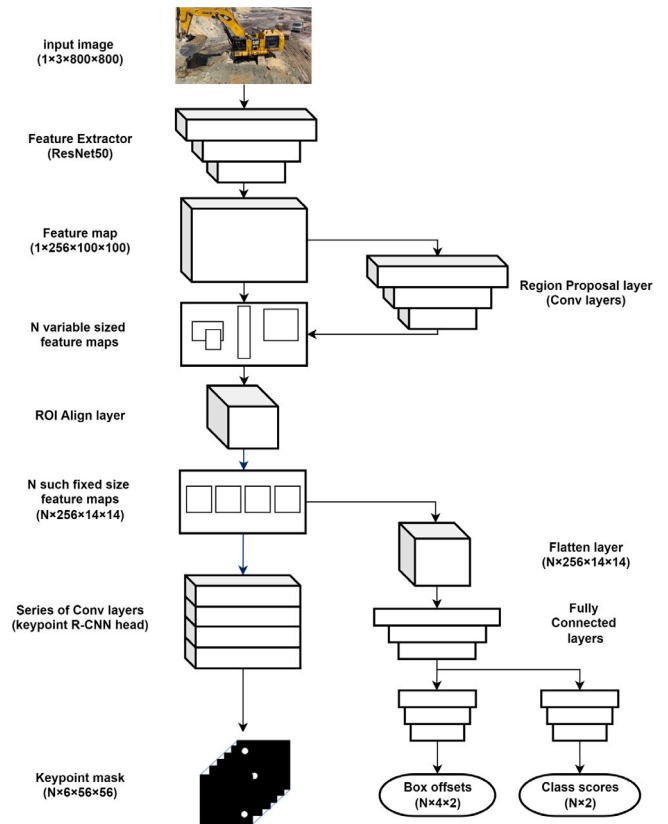 input image
(1×3×800×800)
Feature Extractor
(ResNet50)
Feature map
(1×256×100×100)
Region Proposal layer
(Conv layers)
N variable sized
feature maps
ROI Align layer
N such fixed size
feature maps
(N×256×14×14)
Flatten layer
(N×256×14×14)
Series of Conv layers
(keypoint R-CNN head)
Fully
Connected
layers
Keypoint mask
(N×6×56×56)
Box offsets
(N×4×2)
Class scores
(N×2)